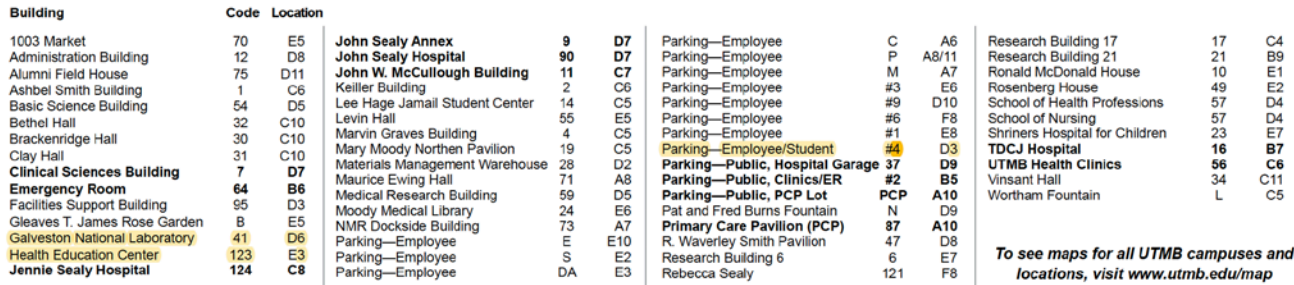 Building Code Location
1003 Market 70 E5
Administration Building 12 D8
Alumni Field House 75 D11
Ashbel Smith Building 1 C6
Basic Science Building 54 D5
Bethel Hall 32 C10
Brackenridge Hall 30 C10
Clay Hall 31 C10
Clinical Sciences Building 7 D7
Emergency Room 64 B6
Facilities Support Building 95 D3
Gleaves T. James Rose Garden B E5
Galveston National Laboratory 41 D6
Health Education Center 123 E3
Jennie Sealy Hospital 124 C8
John Sealy Annex 9 D7
John Sealy Hospital 90 D7
John W. McCullough Building 11 C7
Keiller Building 2 C6
Lee Hage Jamail Student Center 14 C5
Levin Hall 55 E5
Marvin Graves Building 4 C5
Mary Moody Northen Pavilion 19 C5
Materials Management Warehouse 28 D2
Maurice Ewing Hall 71 A8
Medical Research Building 59 D5
Moody Medical Library 24 E6
NMR Dockside Building 73 A7
Parking—Employee E E10
Parking—Employee S E2
Parking—Employee DA E3
Parking—Employee C A6
Parking—Employee P A8/11
Parking—Employee M A7
Parking—Employee #3 E6
Parking—Employee #9 D10
Parking—Employee #6 F8
Parking—Employee #1 E8
Parking—Employee/Student #4 D3
Parking—Public, Hospital Garage 37 D9
Parking—Public, Clinics/ER #2 B5
Parking—Public, PCP Lot PCP A10
Pat and Fred Burns Fountain N D9
Primary Care Pavilion (PCP) 87 A10
R. Waverley Smith Pavilion 47 D8
Research Building 6 6 E7
Rebecca Sealy 121 F8
Research Building 17 17 C4
Research Building 21 21 B9
Ronald McDonald House 10 E1
Rosenberg House 49 E2
School of Health Professions 57 D4
School of Nursing 57 D4
Shriners Hospital for Children 23 E7
TDCJ Hospital 16 B7
UTMB Health Clinics 56 C6
Vinsant Hall 34 C11
Wortham Fountain L C5
To see maps for all UTMB campuses and
locations, visit www.utmb.edu/map